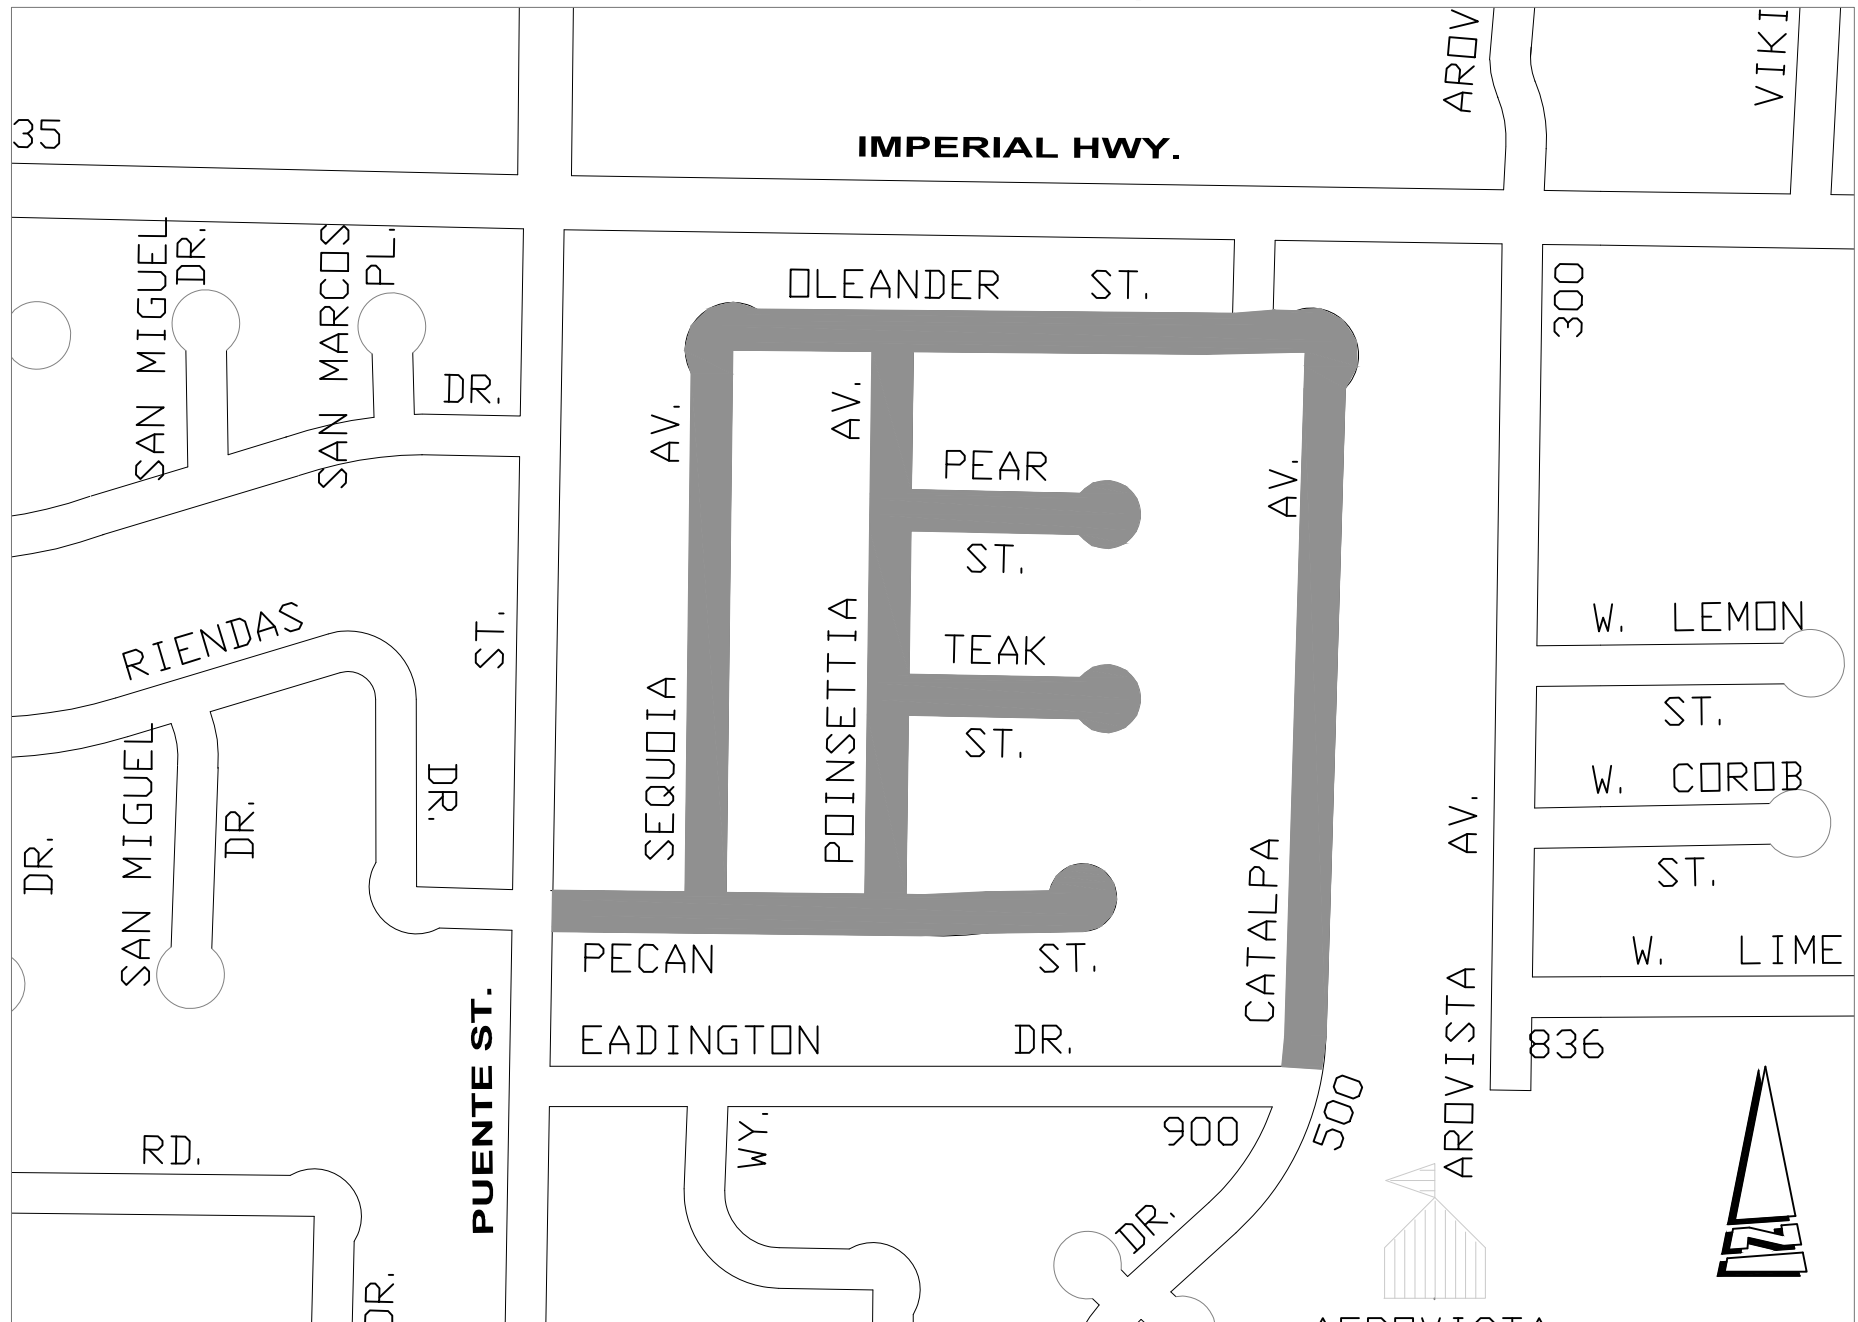 AROV
VIKI
35
IMPERIAL HWY.
SAN MIGUEL
DR.
SAN MARCOS
PL.
OLEANDER ST.
300
DR.
AV.
AV.
PEAR
ST.
AV.
RIENDAS
ST.
W. LEMON
ST.
TEAK
ST.
SEQUOIA
POINSETTIA
W. COROB
ST.
AV.
DR.
SAN MIGUEL
DR.
DR.
CATALPA
PECAN ST.
W. LIME
EADINGTON DR.
836
AROVISTA
PUENTE ST.
500
900
WY.
RD.
DR.
DR.
N